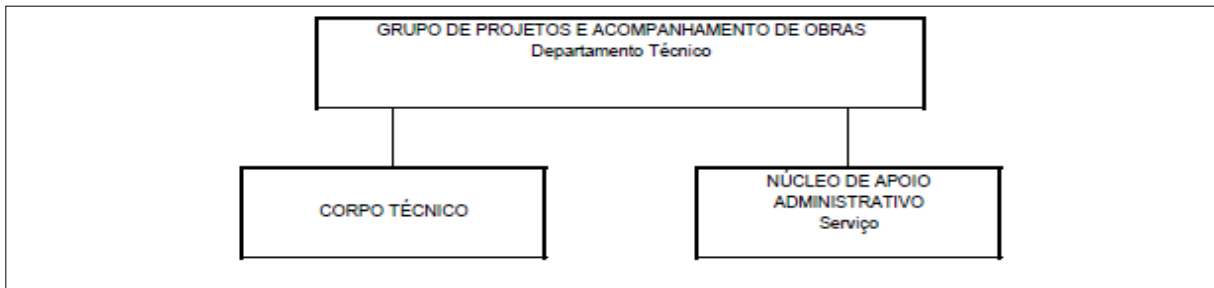 GRUPO DE PROJETOS E ACOMPANHAMENTO DE OBRAS
Departamento Técnico
CORPO TÉCNICO
NÚCLEO DE APOIO
ADMINISTRATIVO
Serviço